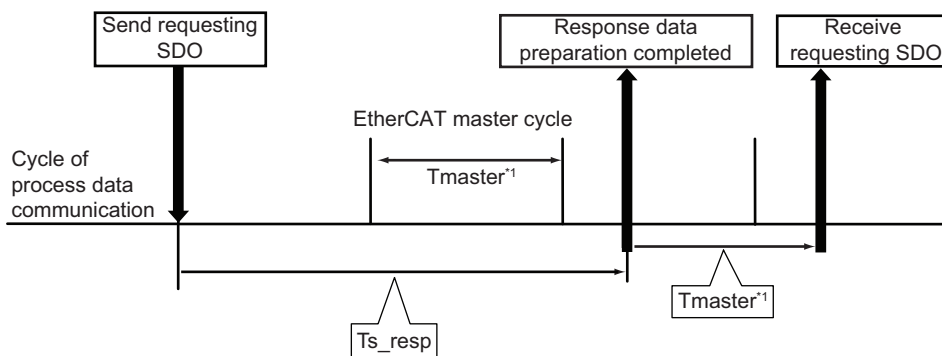 Send requesting
SDO
Response data
preparation completed
Receive
requesting SDO
EtherCAT master cycle
Tmaster*1
Cycle of
process data
communication
Ts_resp
Tmaster*1